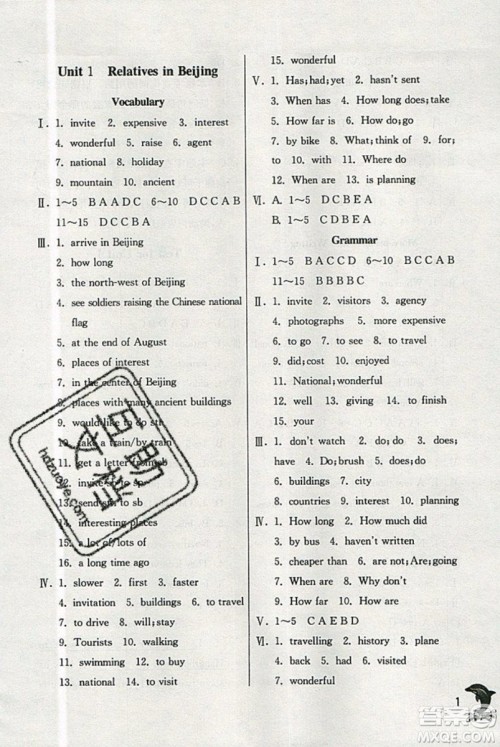 Unit 1 Relatives in Beijing
Vocabulary
Ⅰ. 1. invite 2. expensive 3. interest
4. wonderful 5. raise 6. agent
7. national 8. holiday
9. mountain 10. ancient
Ⅱ. 1~5 BAADC 6~10 DCCAB
11~15 DCCBA
Ⅲ. 1. arrive in Beijing
2. how long
3. the north-west of Beijing
4. see soldiers raising the Chinese national
flag
5. at the end of August
6. places of interest
7. in the center of Beijing
8. places with many ancient buildings
9. would like to do sth
10. take a train/by train
11. get a letter from sb
12. invite sb to sp
13. send sth to sb
14. interesting places
15. a lot of/lots of
16. a long time ago
Ⅳ. 1. slower 2. first 3. faster
4. invitation 5. buildings 6. to travel
7. to drive 8. will; staying
9. Tourists 10. walking
11. swimming 12. to buy
13. national 14. to visit
15. wonderful
Ⅴ. 1. Has; had; yet 2. hasn't sent
3. When has 4. How long does; take
5. How far is 6. How do; go
7. by bike 8. What; think of 9. for;
to 10. in; with 11. Where do
12. When are 13. is planning
Ⅵ. A. 1~5 DCBEA
B. 1~5 CDBEA
Grammar
Ⅰ. 1~5 BACCD 6~10 BCCAB
11~15 BBBBC
Ⅱ. 1. invite 2. visitors 3. agency
4. photographs 5. more expensive
6. to go 7. to see 8. to travel
9. did; cost 10. enjoyed
11. National; wonderful
12. well 13. giving 14. to finish
15. your
Ⅲ. 1. don't watch 2. do; do 3. does;
have 4. Do; brush 5. does; do
6. buildings 7. city
8. countries 9. interest
Ⅳ. 1. How long 2. How much did
3. haven't written
5. cheaper than 6. are not; Are; going
7. When are 8. Why don't
9. How far 10. How are
Ⅴ. 1~5 CAEBD
Ⅵ. 1. travelling 2. history 3. plane
4. by 5. months 6. south
7. wonderful
1
百助文档
hdzuoye.com
答案圈
MXQE.COM